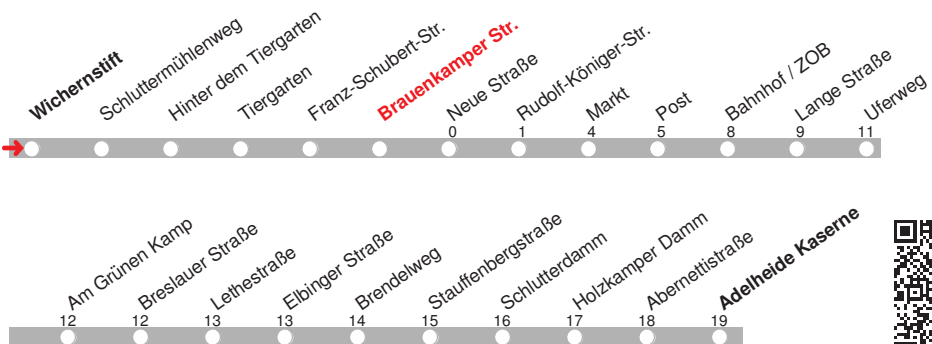 Wichernstift
Schluttermühlenweg
Hinter dem Tiergarten
Tiergarten
Franz-Schubert-Str.
Brauenkamper Str.
Neue Straße
Rudolf-Königer-Str.
Markt
Post
Bahnhof / ZOB
Lange Straße
Uferweg
0 1 4 5 8 9 11
Am Grünen Kamp
Breslauer Straße
Lethestraße
Elbinger Straße
Brendelweg
Stauffenbergstraße
Schlutterdamm
Holzkamper Damm
Abernettistraße
Adelheide Kaserne
12 12 13 13 14 15 16 17 18 19